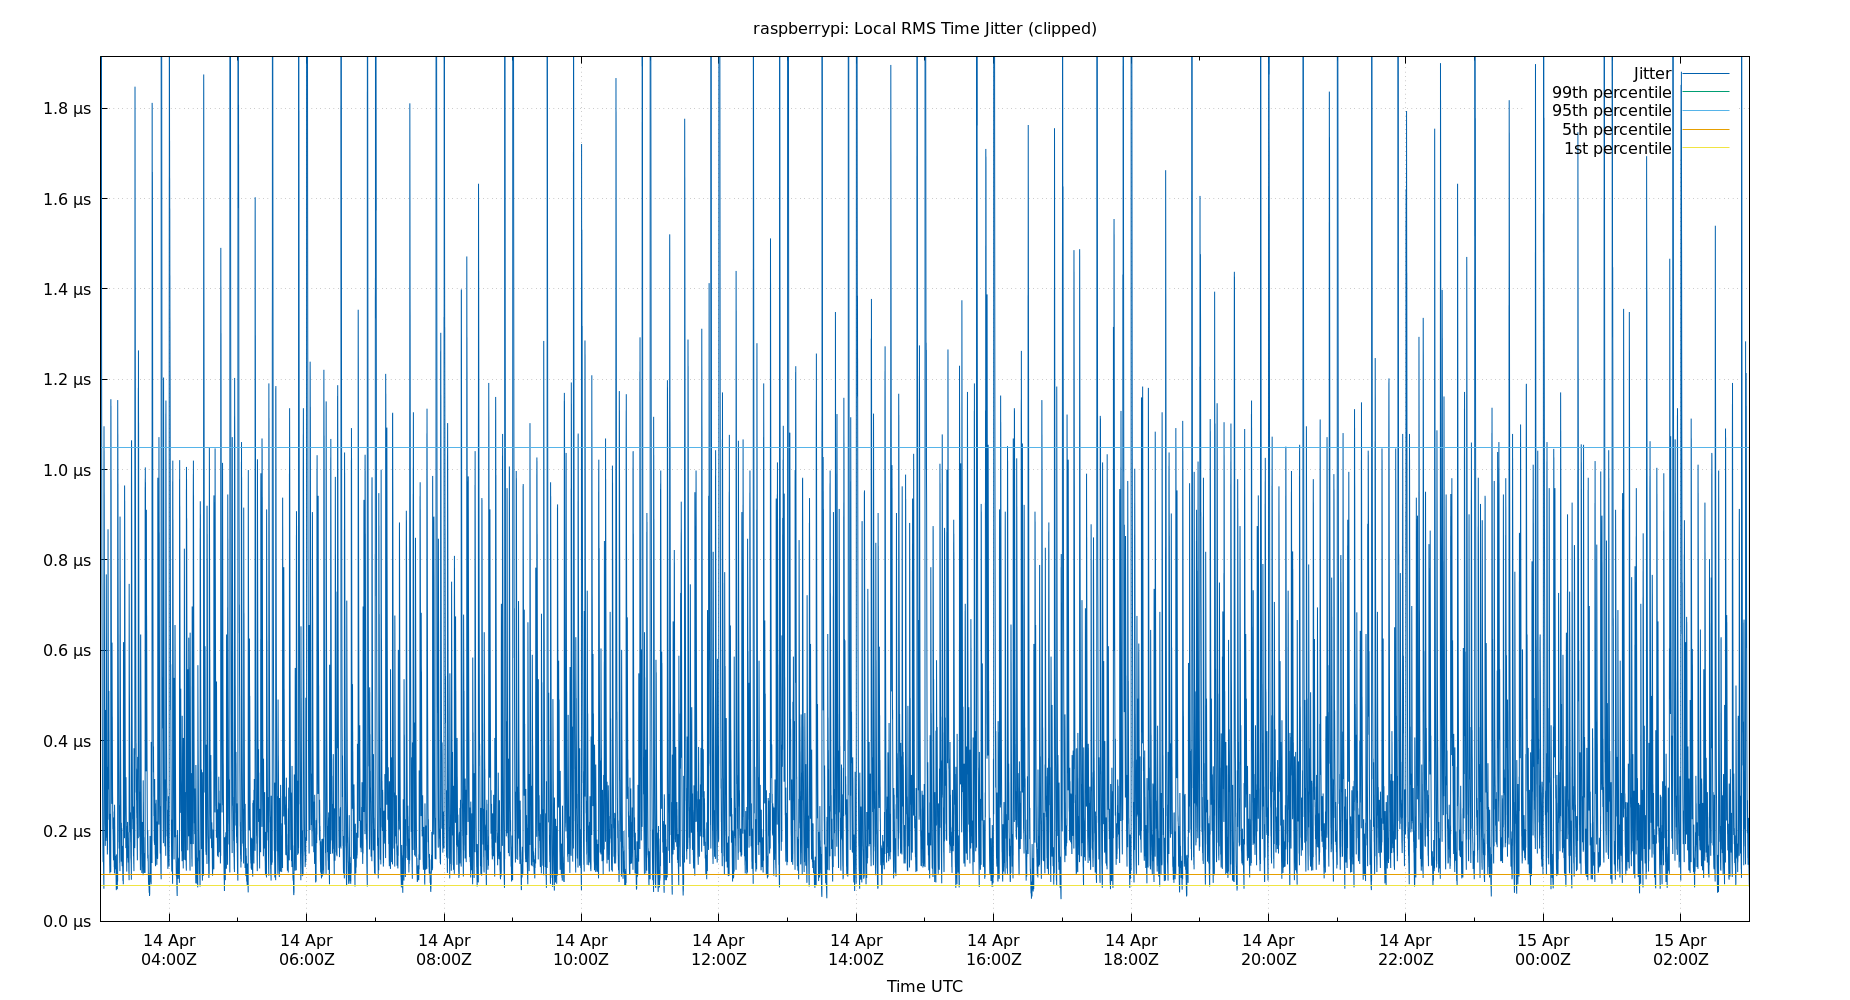 raspberrypi: Local RMS Time Jitter (clipped)
Jitter
99th percentile
95th percentile
5th percentile
1st percentile
1.8 µs
1.6 µs
1.4 µs
1.2 µs
1.0 µs
0.8 µs
0.6 µs
0.4 µs
0.2 µs
0.0 µs
14 Apr 14 Apr 14 Apr 14 Apr 14 Apr 14 Apr 14 Apr 14 Apr 14 Apr 14 Apr 15 Apr 15 Apr
04:00Z 06:00Z 08:00Z 10:00Z 12:00Z 14:00Z 16:00Z 18:00Z 20:00Z 22:00Z 00:00Z 02:00Z
Time UTC